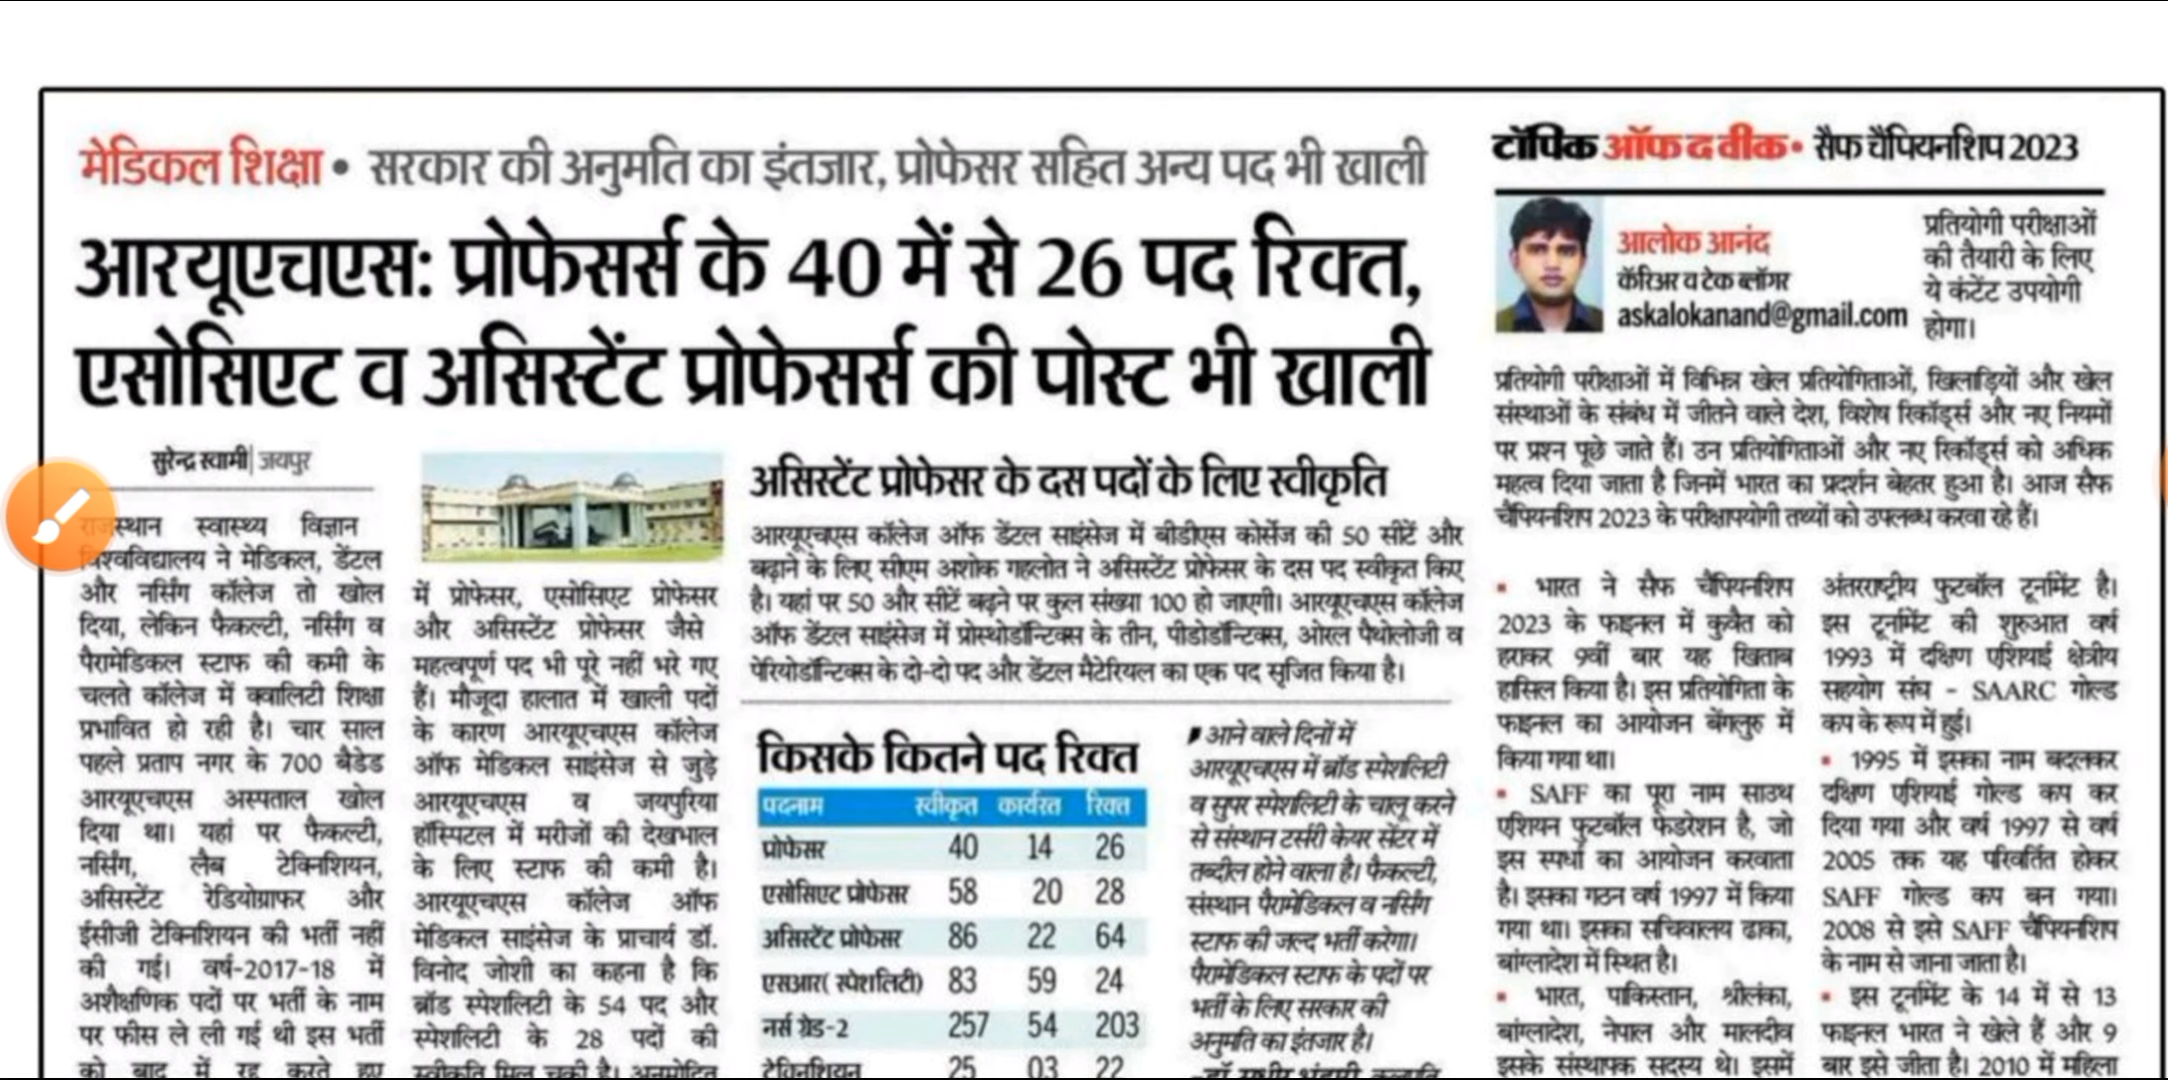 मेडिकल शिक्षा • सरकार की अनुमति का इंतजार, प्रोफेसर सहित अन्य पद भी खाली
आरयूएचएस: प्रोफेसर्स के 40 में से 26 पद रिक्त,
एसोसिएट व असिस्टेंट प्रोफेसर्स की पोस्ट भी खाली
सुरेन्द्र स्वामी| जयपुर
राजस्थान स्वास्थ्य विज्ञान
विश्वविद्यालय ने मेडिकल, डेंटल
और नर्सिंग कॉलेज तो खोल
दिया, लेकिन फैकल्टी, नर्सिंग व
पैरामेडिकल स्टाफ की कमी के
चलते कॉलेज में क्वालिटी शिक्षा
प्रभावित हो रही है। चार साल
पहले प्रताप नगर के 700 बैडेड
आरयूएचएस अस्पताल खोल
दिया था। यहां पर फैकल्टी,
नर्सिंग, लैब टेक्निशियन,
असिस्टेंट रेडियोग्राफर और
ईसीजी टेक्निशियन की भर्ती नहीं
की गई। वर्ष-2017-18 में
अशैक्षणिक पदों पर भर्ती के नाम
पर फीस ले ली गई थी इस भर्ती
को बाद में रद्द करते हुए
में प्रोफेसर, एसोसिएट प्रोफेसर
और असिस्टेंट प्रोफेसर जैसे
महत्वपूर्ण पद भी पूरे नहीं भरे गए
हैं। मौजूदा हालात में खाली पदों
के कारण आरयूएचएस कॉलेज
ऑफ मेडिकल साइंसेज से जुड़े
आरयूएचएस व जयपुरिया
हॉस्पिटल में मरीजों की देखभाल
के लिए स्टाफ की कमी है।
आरयूएचएस कॉलेज ऑफ
मेडिकल साइंसेज के प्राचार्य डॉ.
विनोद जोशी का कहना है कि
ब्रॉड स्पेशलिटी के 54 पद और
स्पेशलिटी के 28 पदों की
स्वीकृति मिल चुकी है। अनुमोदित
असिस्टेंट प्रोफेसर के दस पदों के लिए स्वीकृति
आरयूएचएस कॉलेज ऑफ डेंटल साइंसेज में बीडीएस कोर्सेज की 50 सीटें और
बढ़ाने के लिए सीएम अशोक गहलोत ने असिस्टेंट प्रोफेसर के दस पद स्वीकृत किए
है। यहां पर 50 और सीटें बढ़ने पर कुल संख्या 100 हो जाएगी। आरयूएचएस कॉलेज
ऑफ डेंटल साइंसेज में प्रोस्थोडॉन्टिक्स के तीन, पीडोडॉन्टिक्स, ओरल पैथोलोजी व
पेरियोडॉन्टिक्स के दो-दो पद और डेंटल मैटेरियल का एक पद सृजित किया है।
किसके कितने पद रिक्त
पदनाम स्वीकृत कार्यरत रिक्त
प्रोफेसर 40 14 26
एसोसिएट प्रोफेसर 58 20 28
असिस्टेंट प्रोफेसर 86 22 64
एसआर( स्पेशलिटी) 83 59 24
नर्स ग्रेड-2 257 54 203
टेक्निशियन 25 03 22
आने वाले दिनों में
आरयूएचएस में ब्रॉड स्पेशलिटी
व सुपर स्पेशलिटी के चालू करने
से संस्थान टर्सरी केयर सेंटर में
तब्दील होने वाला है। फैकल्टी,
संस्थान पैरामेडिकल व नर्सिंग
स्टाफ की जल्द भर्ती करेगा।
पैरामेडिकल स्टाफ के पदों पर
भर्ती के लिए सरकार की
अनुमति का इंतजार है।
-डॉ. सुधीर भंडारी, कुलपति
टॉपिक ऑफ द वीक • सैफ चैंपियनशिप 2023
आलोक आनंद
कॅरिअर व टेक ब्लॉगर
askalokanand@gmail.com
प्रतियोगी परीक्षाओं
की तैयारी के लिए
ये कंटेंट उपयोगी
होगा।
प्रतियोगी परीक्षाओं में विभिन्न खेल प्रतियोगिताओं, खिलाड़ियों और खेल
संस्थाओं के संबंध में जीतने वाले देश, विशेष रिकॉर्ड्स और नए नियमों
पर प्रश्न पूछे जाते हैं। उन प्रतियोगिताओं और नए रिकॉर्ड्स को अधिक
महत्व दिया जाता है जिनमें भारत का प्रदर्शन बेहतर हुआ है। आज सैफ
चैंपियनशिप 2023 के परीक्षापयोगी तथ्यों को उपलब्ध करवा रहे हैं।
▪ भारत ने सैफ चैंपियनशिप
2023 के फाइनल में कुवैत को
हराकर 9वीं बार यह खिताब
हासिल किया है। इस प्रतियोगिता के
फाइनल का आयोजन बेंगलुरु में
किया गया था।
▪ SAFF का पूरा नाम साउथ
एशियन फुटबॉल फेडरेशन है, जो
इस स्पर्धा का आयोजन करवाता
है। इसका गठन वर्ष 1997 में किया
गया था। इसका सचिवालय ढाका,
बांग्लादेश में स्थित है।
▪ भारत, पाकिस्तान, श्रीलंका,
बांग्लादेश, नेपाल और मालदीव
इसके संस्थापक सदस्य थे। इसमें
अंतरराष्ट्रीय फुटबॉल टूर्नामेंट है।
इस टूर्नामेंट की शुरुआत वर्ष
1993 में दक्षिण एशियाई क्षेत्रीय
सहयोग संघ - SAARC गोल्ड
कप के रूप में हुई।
▪ 1995 में इसका नाम बदलकर
दक्षिण एशियाई गोल्ड कप कर
दिया गया और वर्ष 1997 से वर्ष
2005 तक यह परिवर्तित होकर
SAFF गोल्ड कप बन गया।
2008 से इसे SAFF चैंपियनशिप
के नाम से जाना जाता है।
▪ इस टूर्नामेंट के 14 में से 13
फाइनल भारत ने खेले हैं और 9
बार इसे जीता है। 2010 में महिला